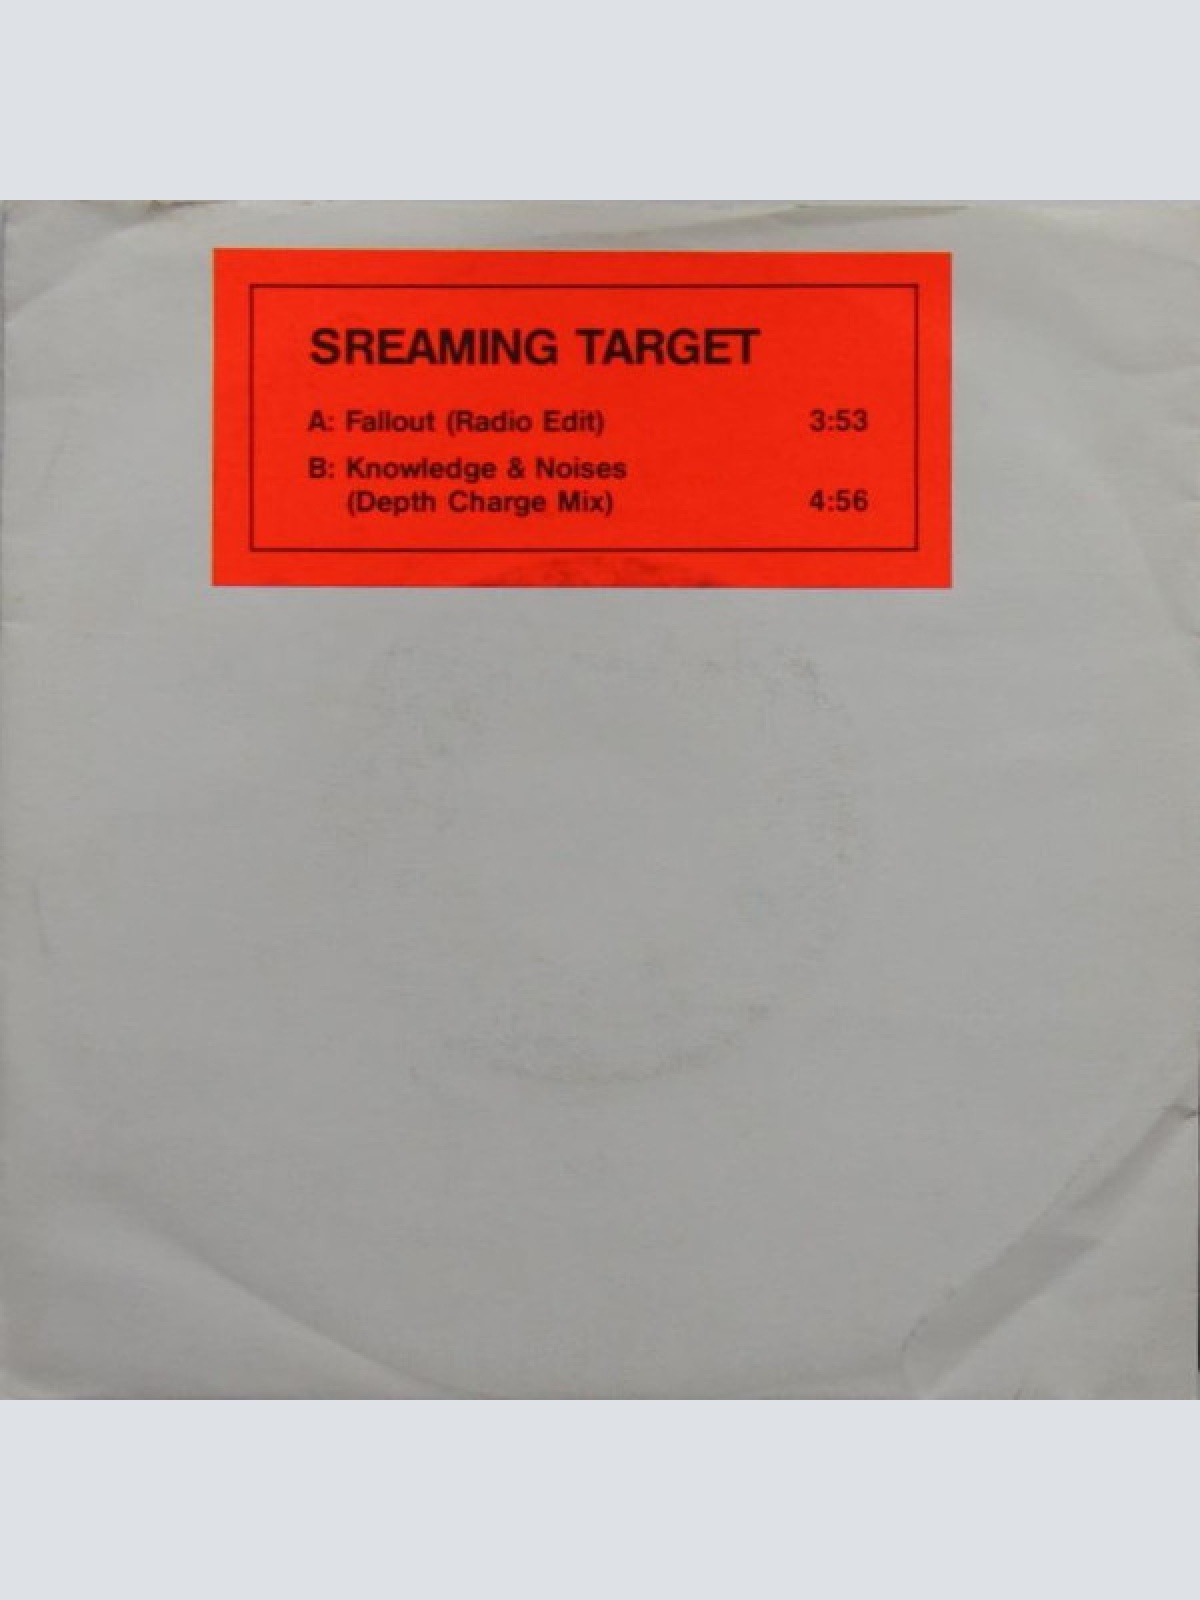 SREAMING TARGET
A: Fallout (Radio Edit) 3:53
B: Knowledge & Noises
(Depth Charge Mix) 4:56